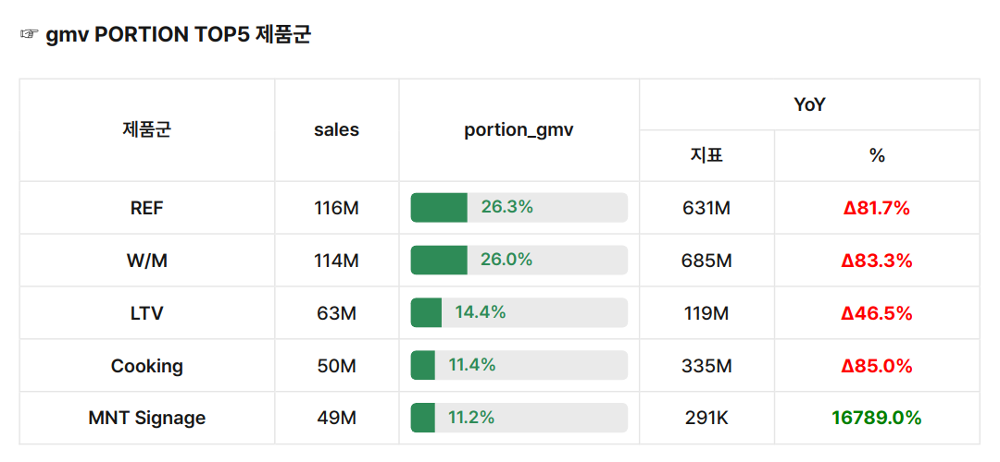 ☞ gmv PORTION TOP5 제품군
제품군 sales portion_gmv YoY
지표 %
REF 116M 26.3% 631M Δ81.7%
W/M 114M 26.0% 685M Δ83.3%
LTV 63M 14.4% 119M Δ46.5%
Cooking 50M 11.4% 335M Δ85.0%
MNT Signage 49M 11.2% 291K 16789.0%